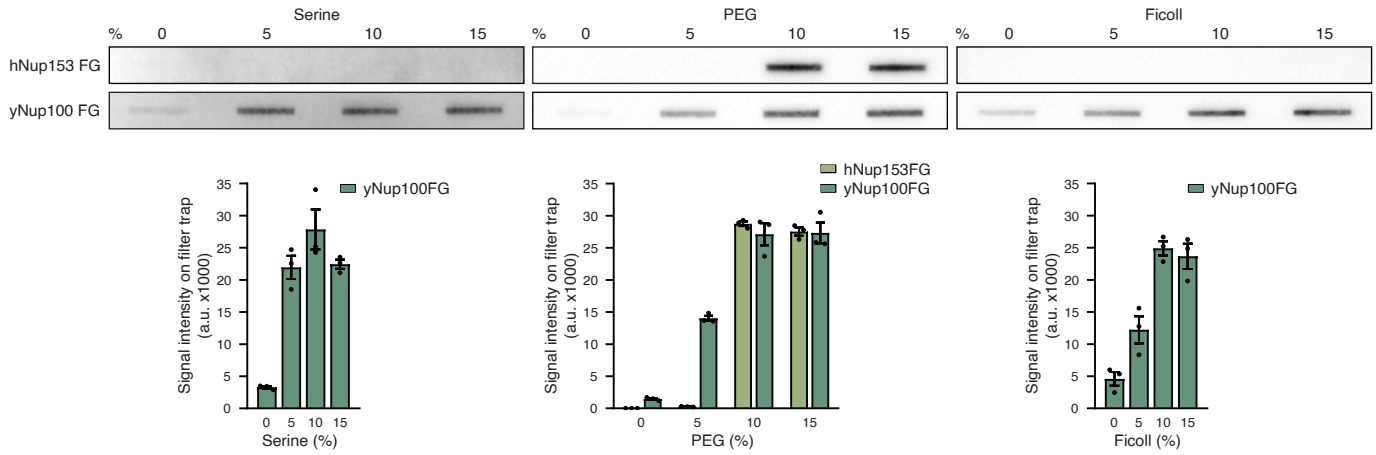 Serine
PEG
Ficoll
% 0 5 10 15
% 0 5 10 15
% 0 5 10 15
hNup153 FG
yNup100 FG
Signal intensity on filter trap
(a.u. x1000)
35
30
25
20
15
10
5
0
yNup100FG
0 5 10 15
Serine (%)
Signal intensity on filter trap
(a.u. x1000)
35
30
25
20
15
10
5
0
hNup153FG
yNup100FG
0 5 10 15
PEG (%)
Signal intensity on filter trap
(a.u. x1000)
35
30
25
20
15
10
5
0
yNup100FG
0 5 10 15
Ficoll (%)